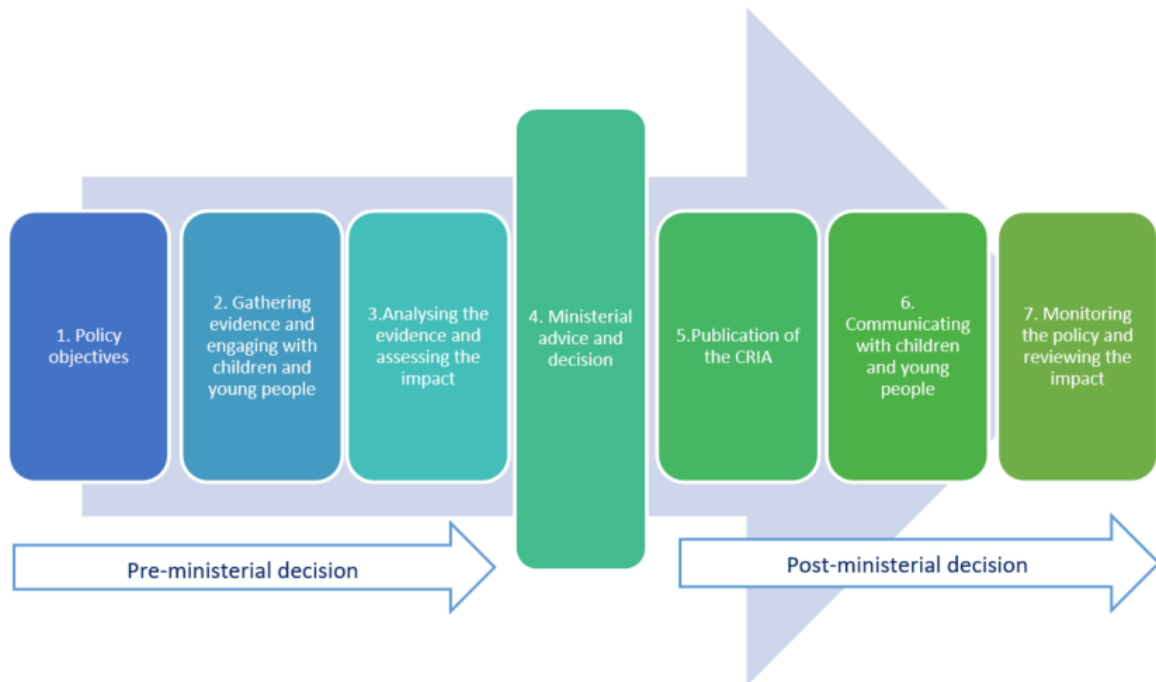 1. Policy
objectives
2. Gathering
evidence and
engaging with
children and
young people
3.Analysing the
evidence and
assessing the
impact
4. Ministerial
advice and
decision
5.Publication of
the CRIA
6.
Communicating
with children
and young
people
7. Monitoring
the policy and
reviewing the
impact
Pre-ministerial decision
Post-ministerial decision